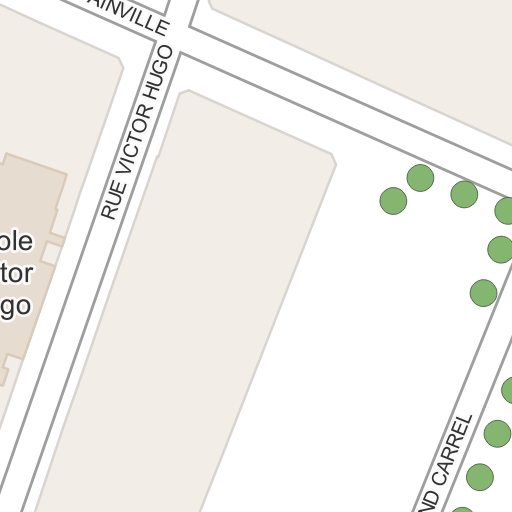 AINVILLE
RUE VICTOR HUGO
ole
tor
go
ND CARREL